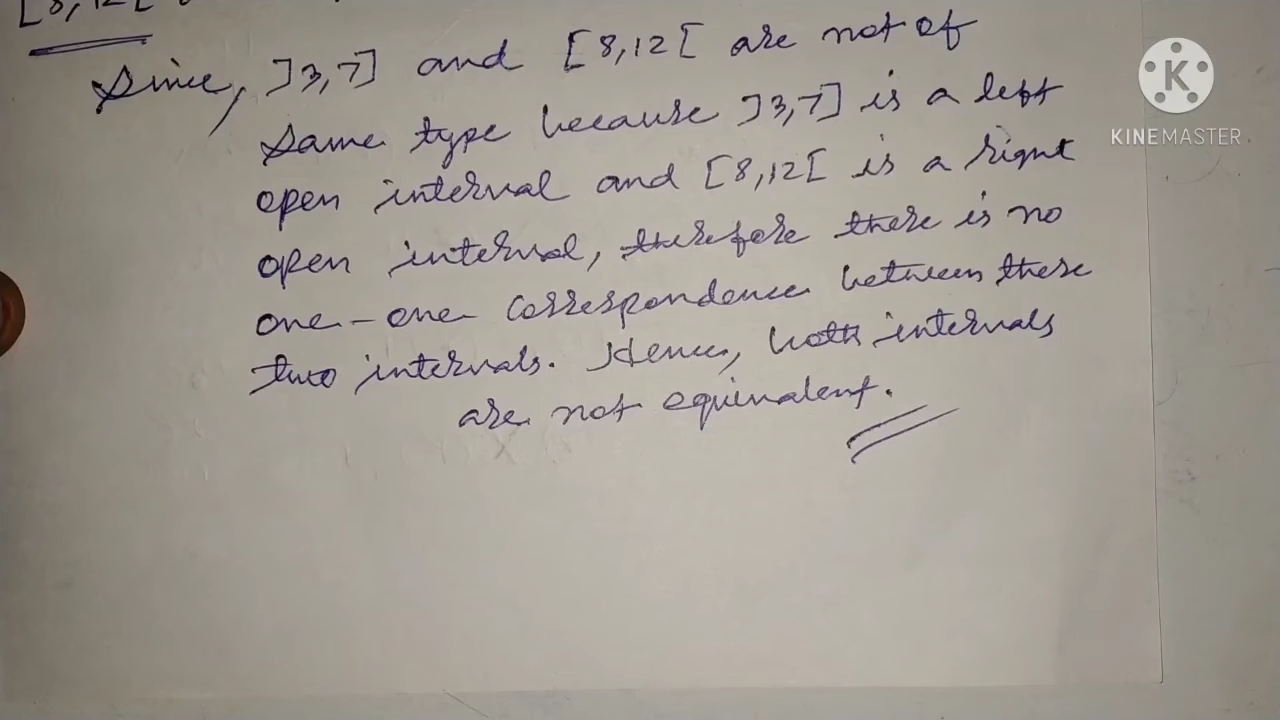 [8,12[
Since, ]3,7] and [8,12[ are not of
same type because ]3,7] is a left
open interval and [8,12[ is a right
open interval, therefore there is no
one-one correspondence between these
two intervals. Hence, both intervals
are not equivalent.
K
KINEMASTER